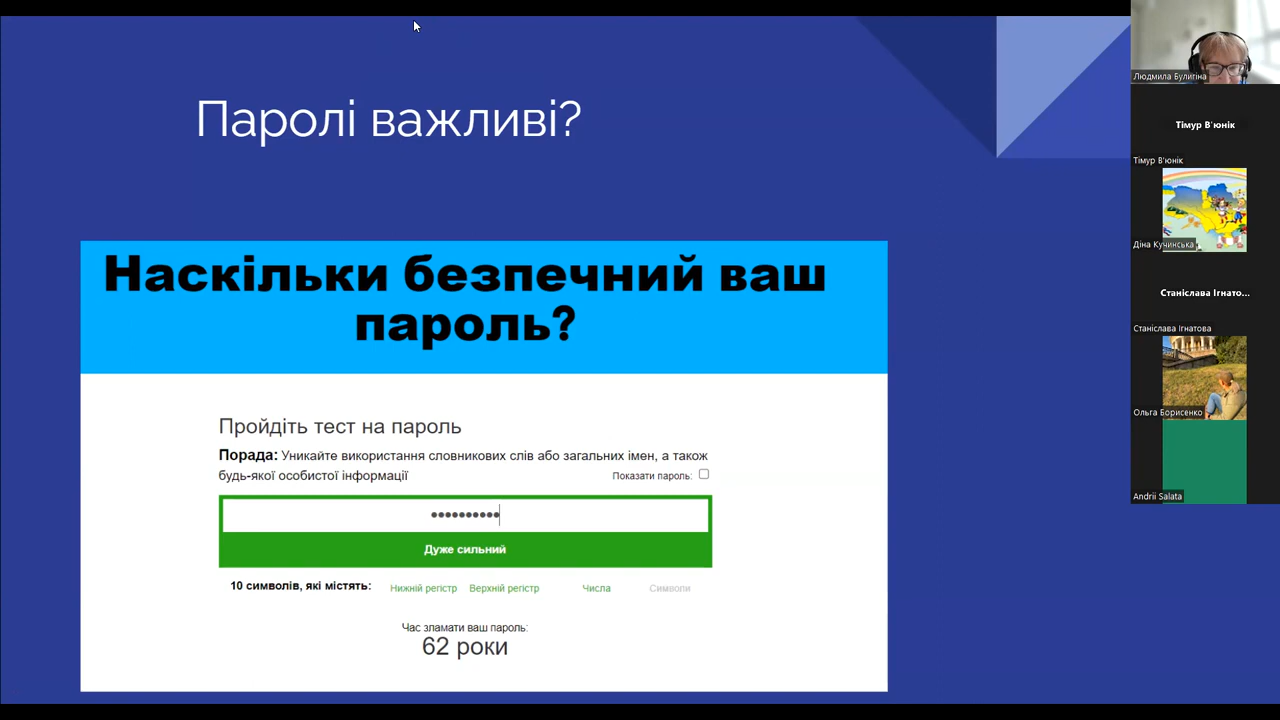 Паролі важливі?
Наскільки безпечний ваш
пароль?
Пройдіть тест на пароль
Порада: Уникайте використання словникових слів або загальних імен, а також
будь-якої особистої інформації
Показати пароль:
••••••••••
Дуже сильний
10 символів, які містять: Нижній регістр Верхній регістр Числа Символи
Час зламати ваш пароль:
62 роки
Людмила Булигіна
Тімур В'юнік
Тімур В'юнік
Діна Кучинська
Станіслава Ігнато...
Станіслава Ігнатова
Ольга Борисенко
Andrii Salata